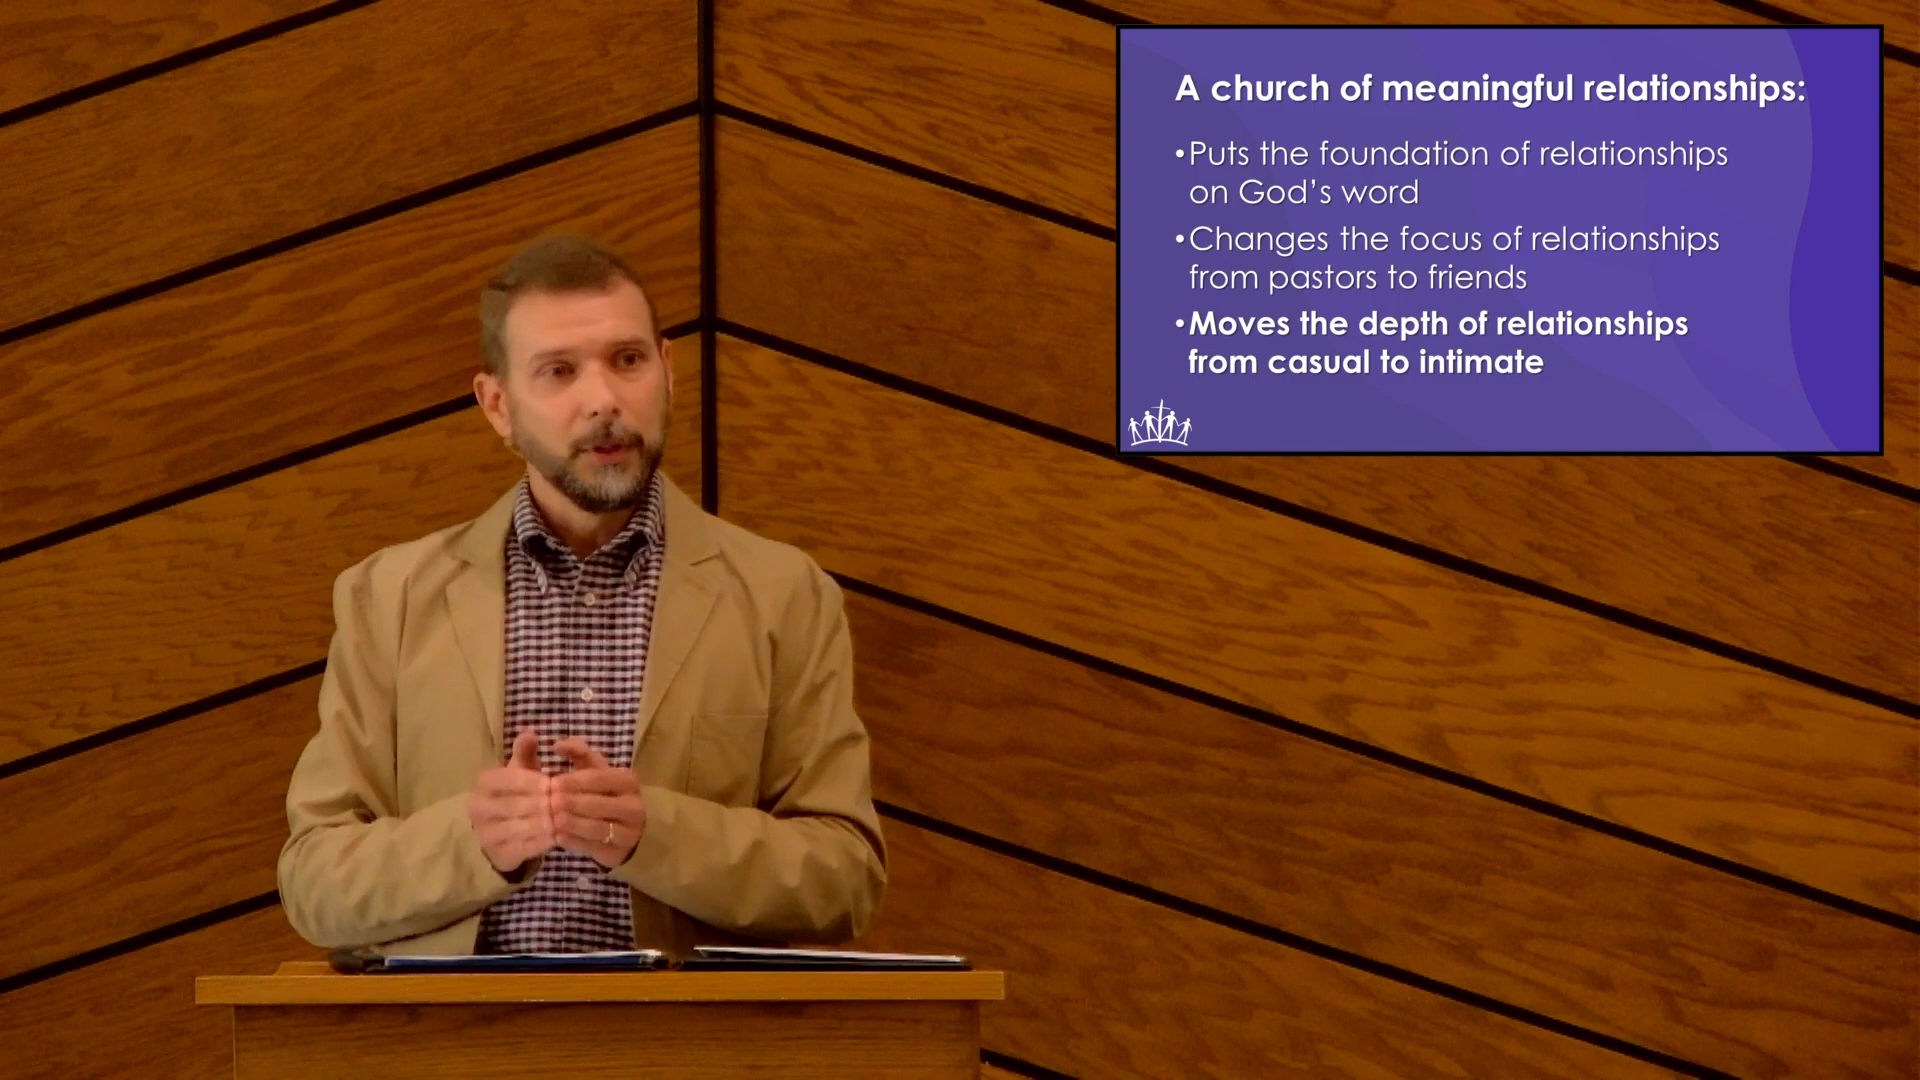 A church of meaningful relationships:
•Puts the foundation of relationships
on God’s word
•Changes the focus of relationships
from pastors to friends
•Moves the depth of relationships
from casual to intimate